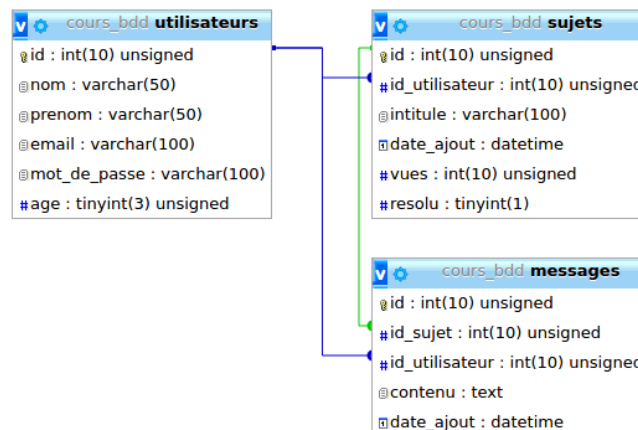 cours_bdd utilisateurs
id : int(10) unsigned
nom : varchar(50)
prenom : varchar(50)
email : varchar(100)
mot_de_passe : varchar(100)
age : tinyint(3) unsigned
cours_bdd sujets
id : int(10) unsigned
id_utilisateur : int(10) unsigned
intitule : varchar(100)
date_ajout : datetime
vues : int(10) unsigned
resolu : tinyint(1)
cours_bdd messages
id : int(10) unsigned
id_sujet : int(10) unsigned
id_utilisateur : int(10) unsigned
contenu : text
date_ajout : datetime